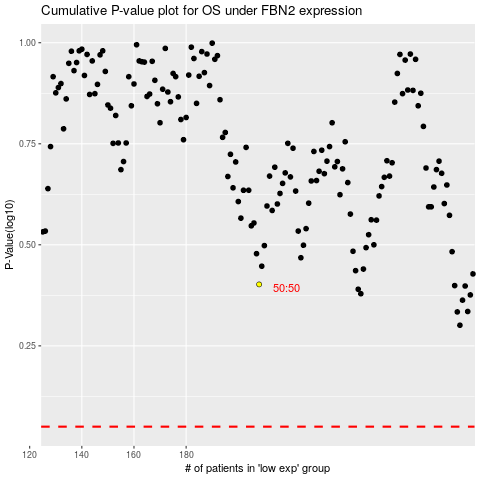 Cumulative P-value plot for OS under FBN2 expression
1.00
0.75
0.50
0.25
P-Value(log10)
50:50
120 140 160 180
# of patients in 'low exp' group